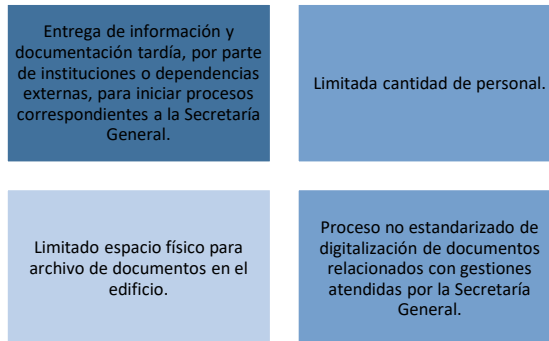 Entrega de información y
documentación tardía, por parte
de instituciones o dependencias
externas, para iniciar procesos
correspondientes a la Secretaría
General.
Limitada cantidad de personal.
Limitado espacio físico para
archivo de documentos en el
edificio.
Proceso no estandarizado de
digitalización de documentos
relacionados con gestiones
atendidas por la Secretaría
General.